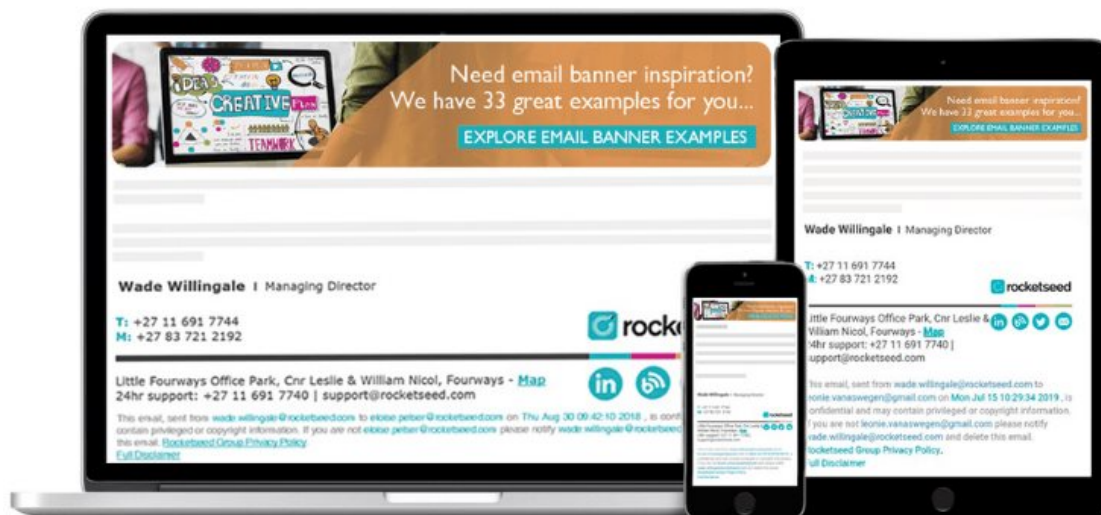 IDEAS
CREATIVE
PLAN
TEAMWORK
Need email banner inspiration?
We have 33 great examples for you...
EXPLORE EMAIL BANNER EXAMPLES
Wade Willingale | Managing Director
T: +27 11 691 7744
M: +27 83 721 2192
rocke
Little Fourways Office Park, Cnr Leslie & William Nicol, Fourways - Map
24hr support: +27 11 691 7740 | support@rocketseed.com
in
This email, sent from wade.willingale@rocketseed.com to eloise.petser@rocketseed.com on Thu Aug 30 09:42:10 2018 , is conf
contain privileged or copyright information. If you are not eloise.petser@rocketseed.com please notify wade.willingale@rocketseed
this email. Rocketseed Group Privacy Policy
Full Disclaimer
Need email banner inspiration?
We have 33 great examples for you...
EXPLORE EMAIL BANNER EXAMPLES
Wade Willingale | Managing Director
T: +27 11 691 7744
M: +27 83 721 2192
rocketseed
Little Fourways Office Park, Cnr Leslie &
William Nicol, Fourways - Map
24hr support: +27 11 691 7740 |
support@rocketseed.com
in
This email, sent from wade.willingale@rocketseed.com to
leonie.vanaswegen@gmail.com on Mon Jul 15 10:29:34 2019 , is
confidential and may contain privileged or copyright information.
If you are not leonie.vanaswegen@gmail.com please notify
wade.willingale@rocketseed.com and delete this email.
Rocketseed Group Privacy Policy.
Full Disclaimer